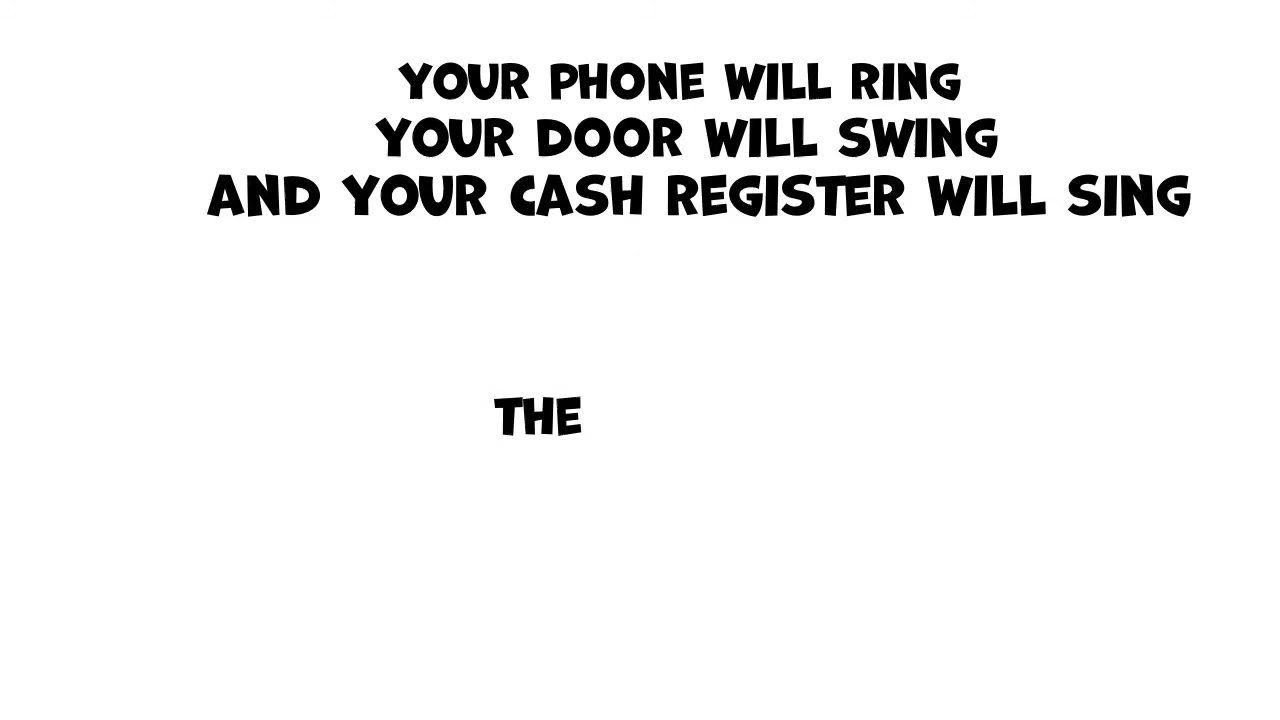 YOUR PHONE WILL RING
YOUR DOOR WILL SWING
AND YOUR CASH REGISTER WILL SING
THE